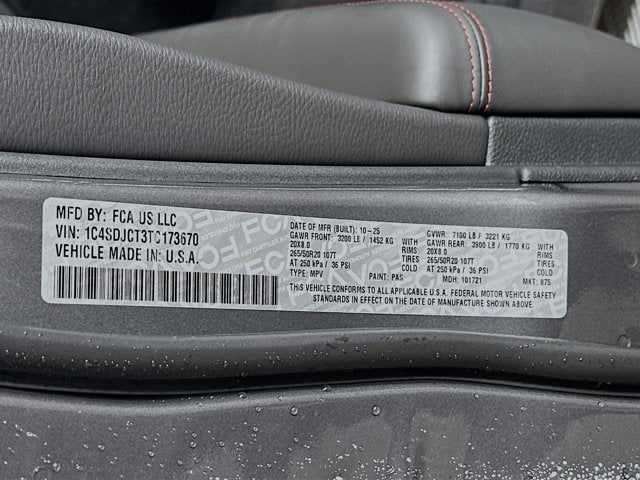 MFD BY: FCA US LLC
VIN: 1C4SDJCT3TC173670
VEHICLE MADE IN: U.S.A.
DATE OF MFR (BUILT): 10-25 GVWR: 7100 LB / 3221 KG
GAWR FRONT: 3200 LB / 1452 KG WITH GAWR REAR: 3900 LB / 1770 KG WITH
20X8.0 RIMS 20X8.0 RIMS
265/50R20 107T TIRES 265/50R20 107T TIRES
AT 250 kPa / 36 PSI COLD AT 250 kPa / 36 PSI COLD
TYPE: MPV PAINT: PAS MDH: 101721 MKT: 875
THIS VEHICLE CONFORMS TO ALL APPLICABLE U.S.A. FEDERAL MOTOR VEHICLE SAFETY
STANDARDS IN EFFECT ON THE DATE OF MANUFACTURE SHOWN ABOVE.